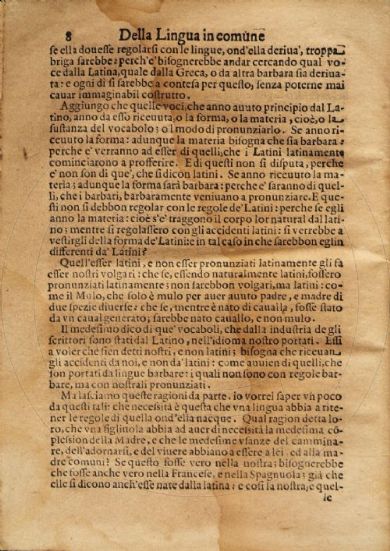 8 Della Lingua in comune
se ella douesse regolarsi con le lingue, ond'ella deriua, troppa
briga sarebbe: perch'e' bisognerebbe andar cercando qual vo-
ce dalla Latina, quale dalla Greca, o da altra barbara sia deriua-
ta: e ogni dì si sarebbe a contesa per questo, senza poterne mai
cauar immaginabil costrutto.
Aggiungo che quelle voci, che anno auuto principio dal La-
tino, anno da esso riceuuto, o la forma, o la materia, cioè, o la
sustanza del vocabolo: o l modo di pronunziarlo. Se anno rice-
uuto la forma: adunque la materia bisogna che sia barbara:
perche e' verranno ad esser di quelli, che i Latini latinamente
cominciarono a profferire. E di questi non si disputa, perche
e' non son di que', che si dicon latini. Se anno riceuuto la ma-
teria; adunque la forma sarà barbara: perche e' saranno di quel-
li, che i barbari, barbaramente veniuano a pronunziare. E que-
sti non si debbon regolar con le regole de' Latini: perche se egli
anno la materia: cioè s'e' traggono il corpo lor natural dal lati-
no; mentre si regolassero con gli accidenti latini: si verrebbe a
vestirgli della forma de' Latini: e in tal caso in che sarebbon eglin
differenti da' Latini?
Quell'esser latini, e non esser pronunziati latinamente gli fa
esser nostri volgari: che se, essendo naturalmente latini, fossero
pronunziati latinamente; non sarebbon volgari, ma latini: co-
me il Mulo, che solo è mulo per auer auuto padre, e madre di
due spezie diuerse: che se, mentre è nato di caualla, fosse stato
da vn caual generato; sarebbe nato cauallo, e non mulo.
Il medesimo dico di que' vocaboli, che dalla industria de gli
scrittori sono stati dal Latino, nell'idioma nostro portati. Essi
a voler che sien detti nostri, e non latini; bisogna che riceuan
gli accidenti da noi, e non da' latini: come auuien di quelli, che
son portati da lingue barbare: i quali non sono con regole bar-
bare, ma con nostrali pronunziati.
Ma lasciamo queste ragioni da parte. io vorrei saper vn poco
da questi tali: che necessità è questa che vna lingua abbia a rite-
ner le regole di quella ond'ella nacque. Qual ragion detta lo-
ro, che vna figliuola abbia ad auer di necessità la medesima cō-
plession della Madre, e che le medesime vsanze del camminare,
dell'adornarsi, e del viuere abbiano a essere a lei, ed alla ma-
dre comuni? Se questo fosse vero nella nostra; bisognerebbe
che fosse anche vero nella Francese, e nella Spagnuola: già che
elle si dicono anch'esse nate dalla latina: e così la nostra, e quel-
le